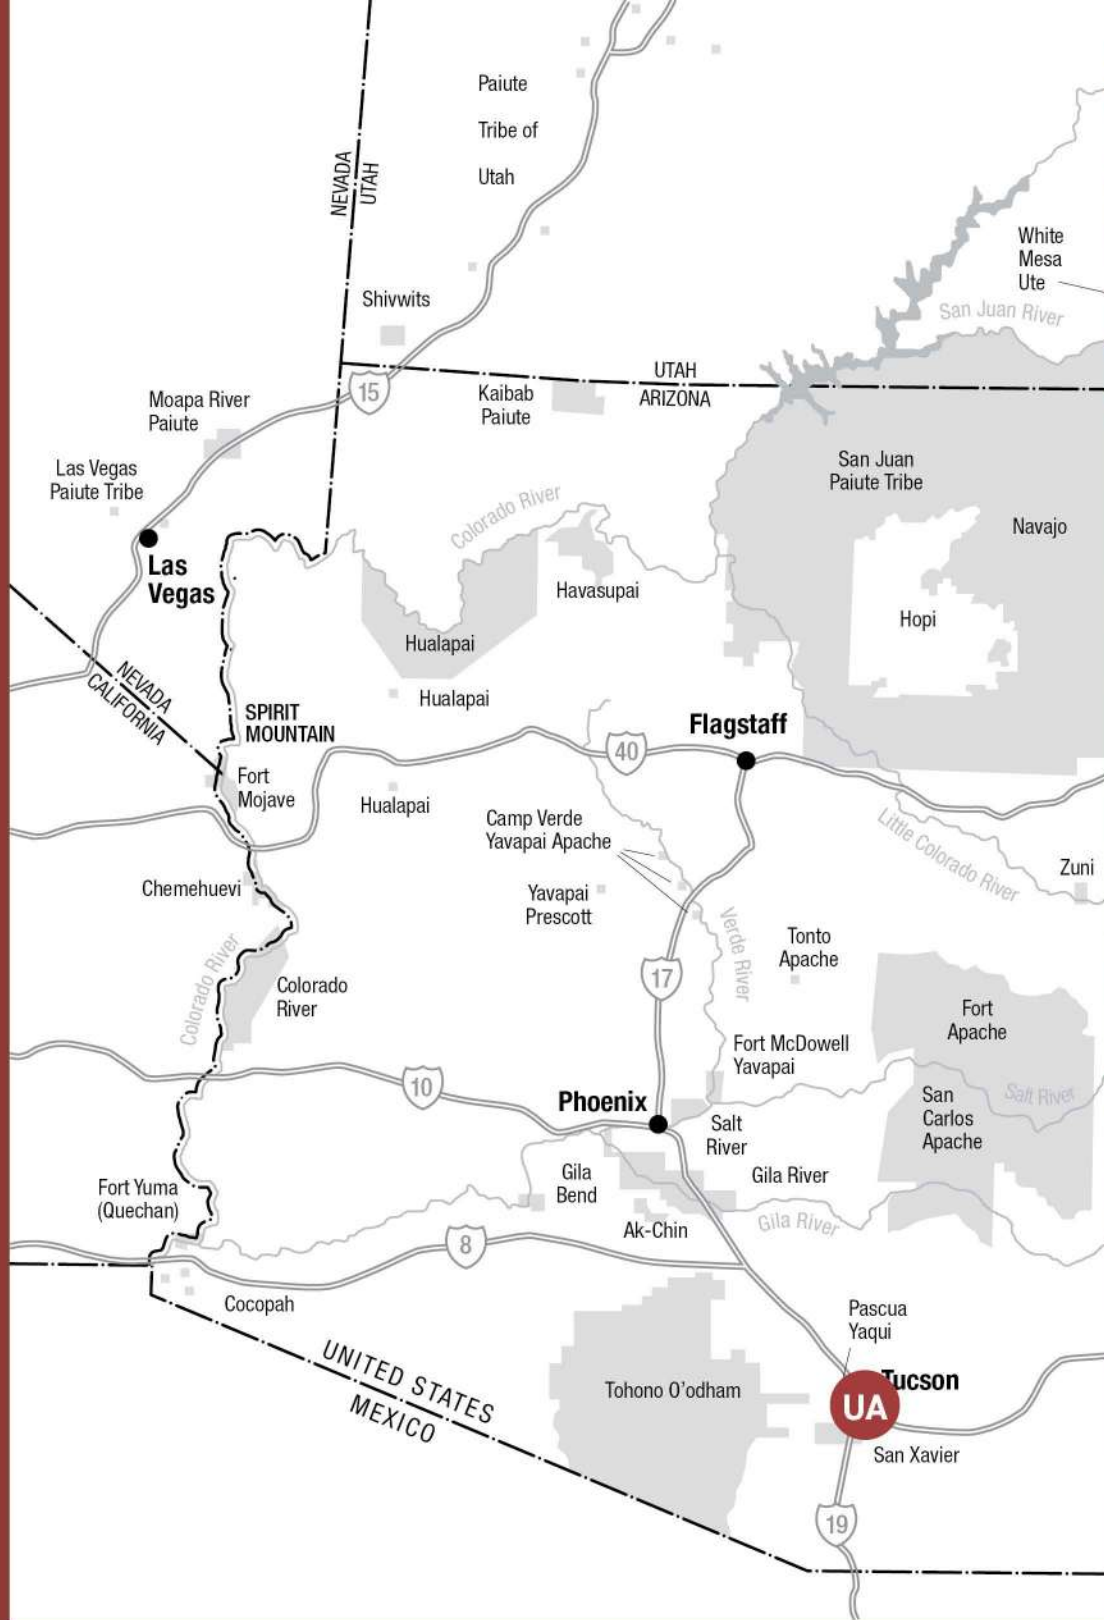 Paiute
Tribe of
Utah
NEVADA
UTAH
White
Mesa
Ute
San Juan River
Shivwits
15
UTAH
ARIZONA
Kaibab
Paiute
Moapa River
Paiute
Las Vegas
Paiute Tribe
San Juan
Paiute Tribe
Navajo
Colorado River
Las
Vegas
Havasupai
Hopi
Hualapai
NEVADA
CALIFORNIA
Hualapai
SPIRIT
MOUNTAIN
Flagstaff
40
Fort
Mojave
Hualapai
Camp Verde
Yavapai Apache
Little Colorado River
Zuni
Chemehuevi
Yavapai
Prescott
Verde River
Tonto
Apache
Colorado River
Colorado
River
17
Fort
Apache
Fort McDowell
Yavapai
10
Phoenix
Salt
River
San
Carlos
Apache
Salt River
Gila
Bend
Gila River
Fort Yuma
(Quechan)
Ak-Chin
Gila River
8
Cocopah
Pascua
Yaqui
UNITED STATES
MEXICO
Tohono O'odham
Tucson
UA
San Xavier
19